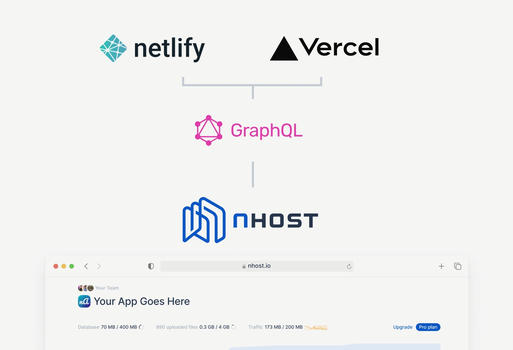 netlify
Vercel
GraphQL
nHOST
nhost.io
Your Team
Your App Goes Here
Database 70 MB / 400 MB
890 uploaded files 0.3 GB / 4 GB
Traffic 173 MB / 200 MB
Upgrade
Pro plan